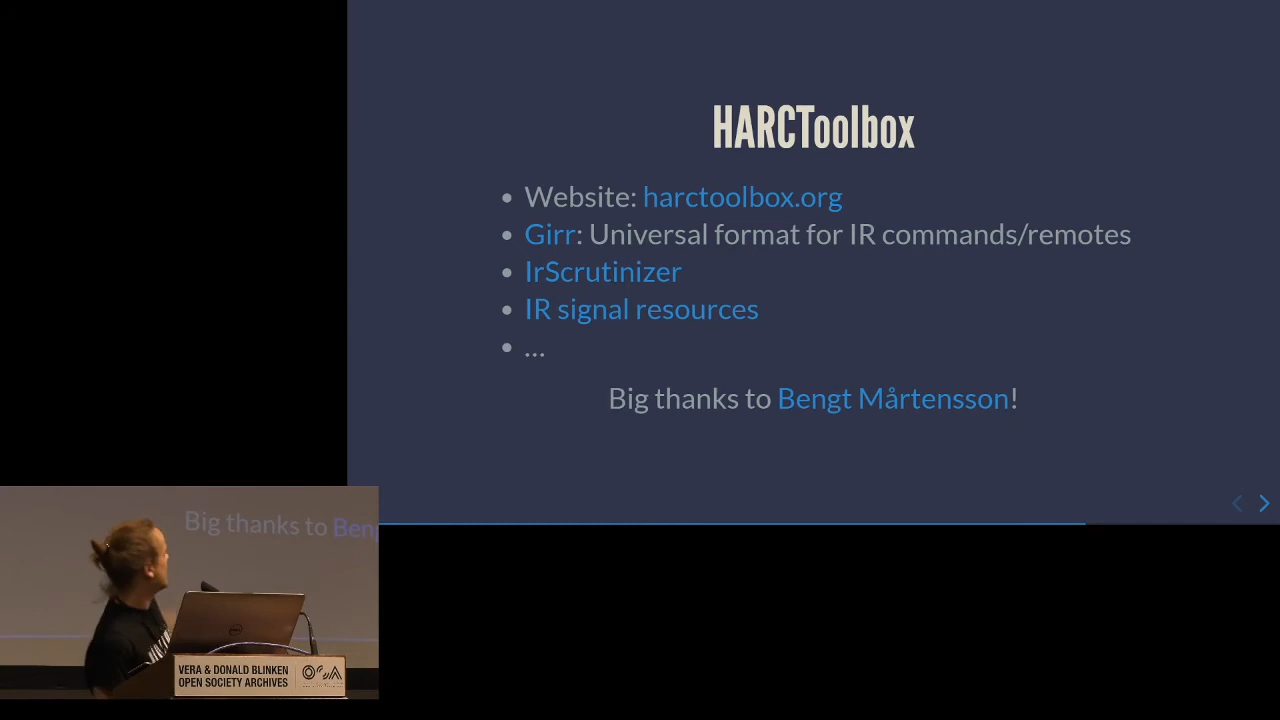 HARCToolbox
Website: harctoolbox.org
Girr: Universal format for IR commands/remotes
IrScrutinizer
IR signal resources
...
Big thanks to Bengt Mårtensson!
Big thanks to Beng
VERA & DONALD BLINKEN
OPEN SOCIETY ARCHIVES